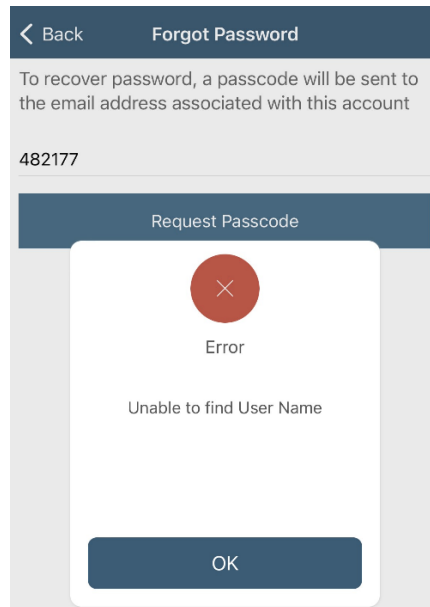 Back Forgot Password
To recover password, a passcode will be sent to
the email address associated with this account
482177
Request Passcode
Error
Unable to find User Name
OK